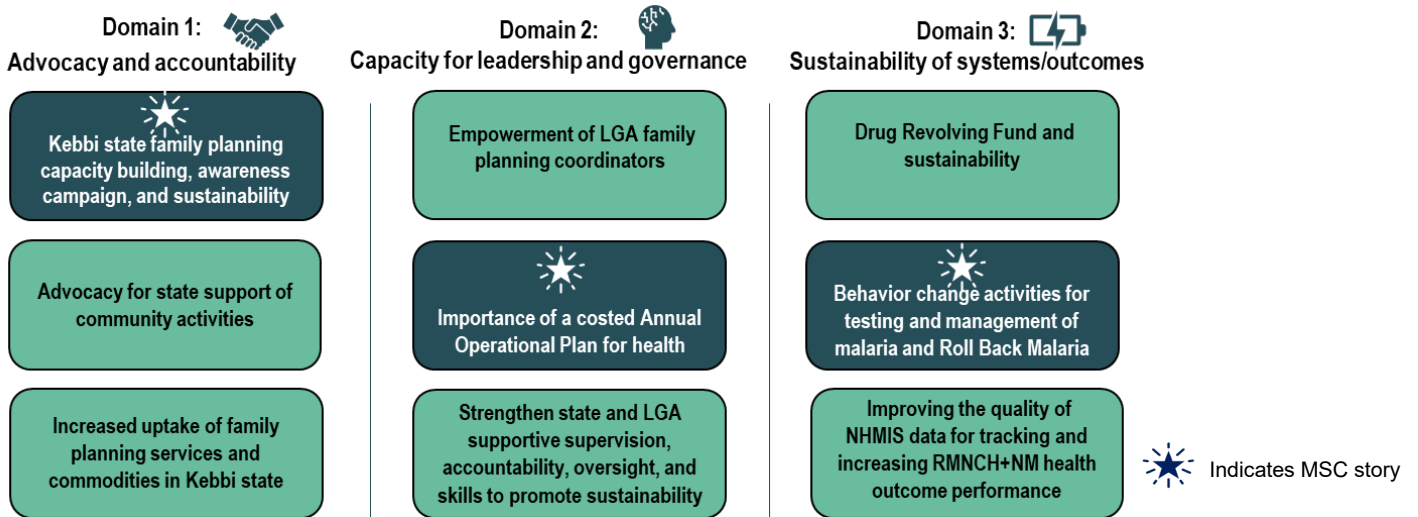 Domain 1:
Advocacy and accountability
Kebbi state family planning
capacity building, awareness
campaign, and sustainability
Advocacy for state support of
community activities
Increased uptake of family
planning services and
commodities in Kebbi state
Domain 2:
Capacity for leadership and governance
Empowerment of LGA family
planning coordinators
Importance of a costed Annual
Operational Plan for health
Strengthen state and LGA
supportive supervision,
accountability, oversight, and
skills to promote sustainability
Domain 3:
Sustainability of systems/outcomes
Drug Revolving Fund and
sustainability
Behavior change activities for
testing and management of
malaria and Roll Back Malaria
Improving the quality of
NHMIS data for tracking and
increasing RMNCH+NM health
outcome performance
Indicates MSC story